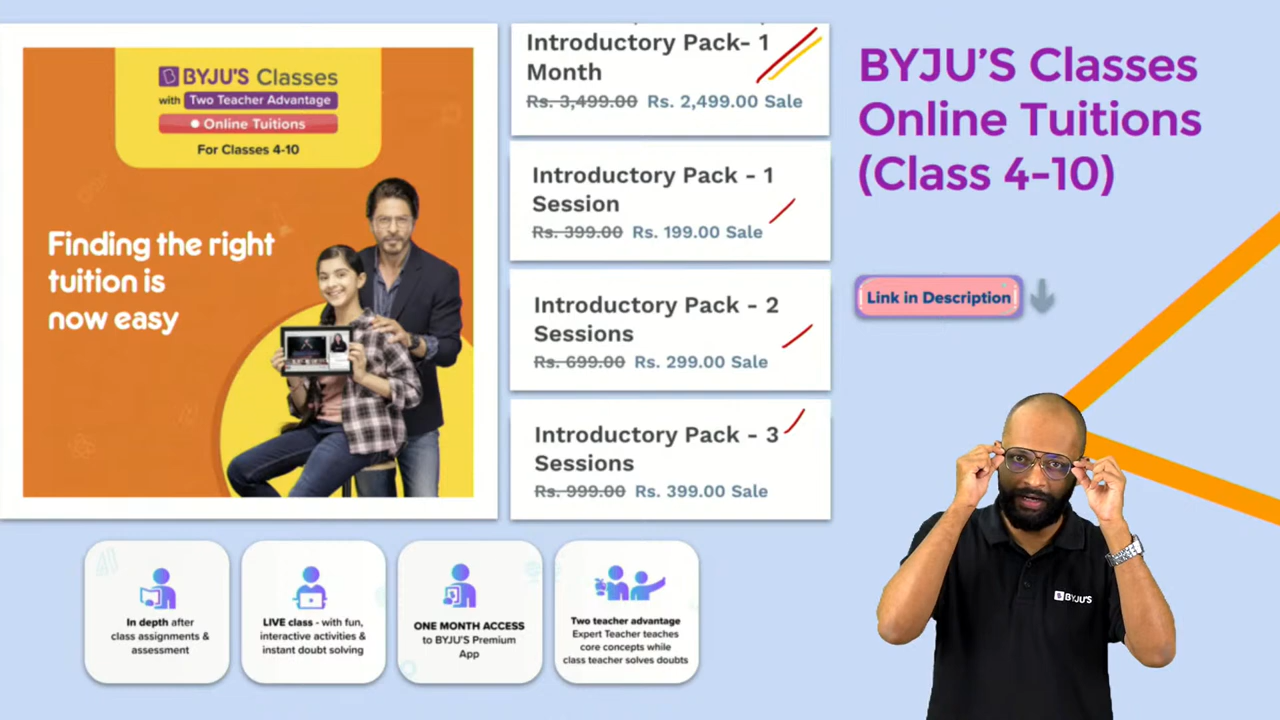 BYJU'S Classes
with Two Teacher Advantage
Online Tuitions
For Classes 4-10
Finding the right
tuition is
now easy
Introductory Pack- 1
Month
Rs. 3,499.00 Rs. 2,499.00 Sale
Introductory Pack - 1
Session
Rs. 399.00 Rs. 199.00 Sale
Introductory Pack - 2
Sessions
Rs. 699.00 Rs. 299.00 Sale
Introductory Pack - 3
Sessions
Rs. 999.00 Rs. 399.00 Sale
BYJU'S Classes
Online Tuitions
(Class 4-10)
Link in Description
BYJU'S
In depth after
class assignments &
assessment
LIVE class - with fun,
interactive activities &
instant doubt solving
ONE MONTH ACCESS
to BYJU'S Premium
App
Two teacher advantage
Expert Teacher teaches
core concepts while
class teacher solves doubts